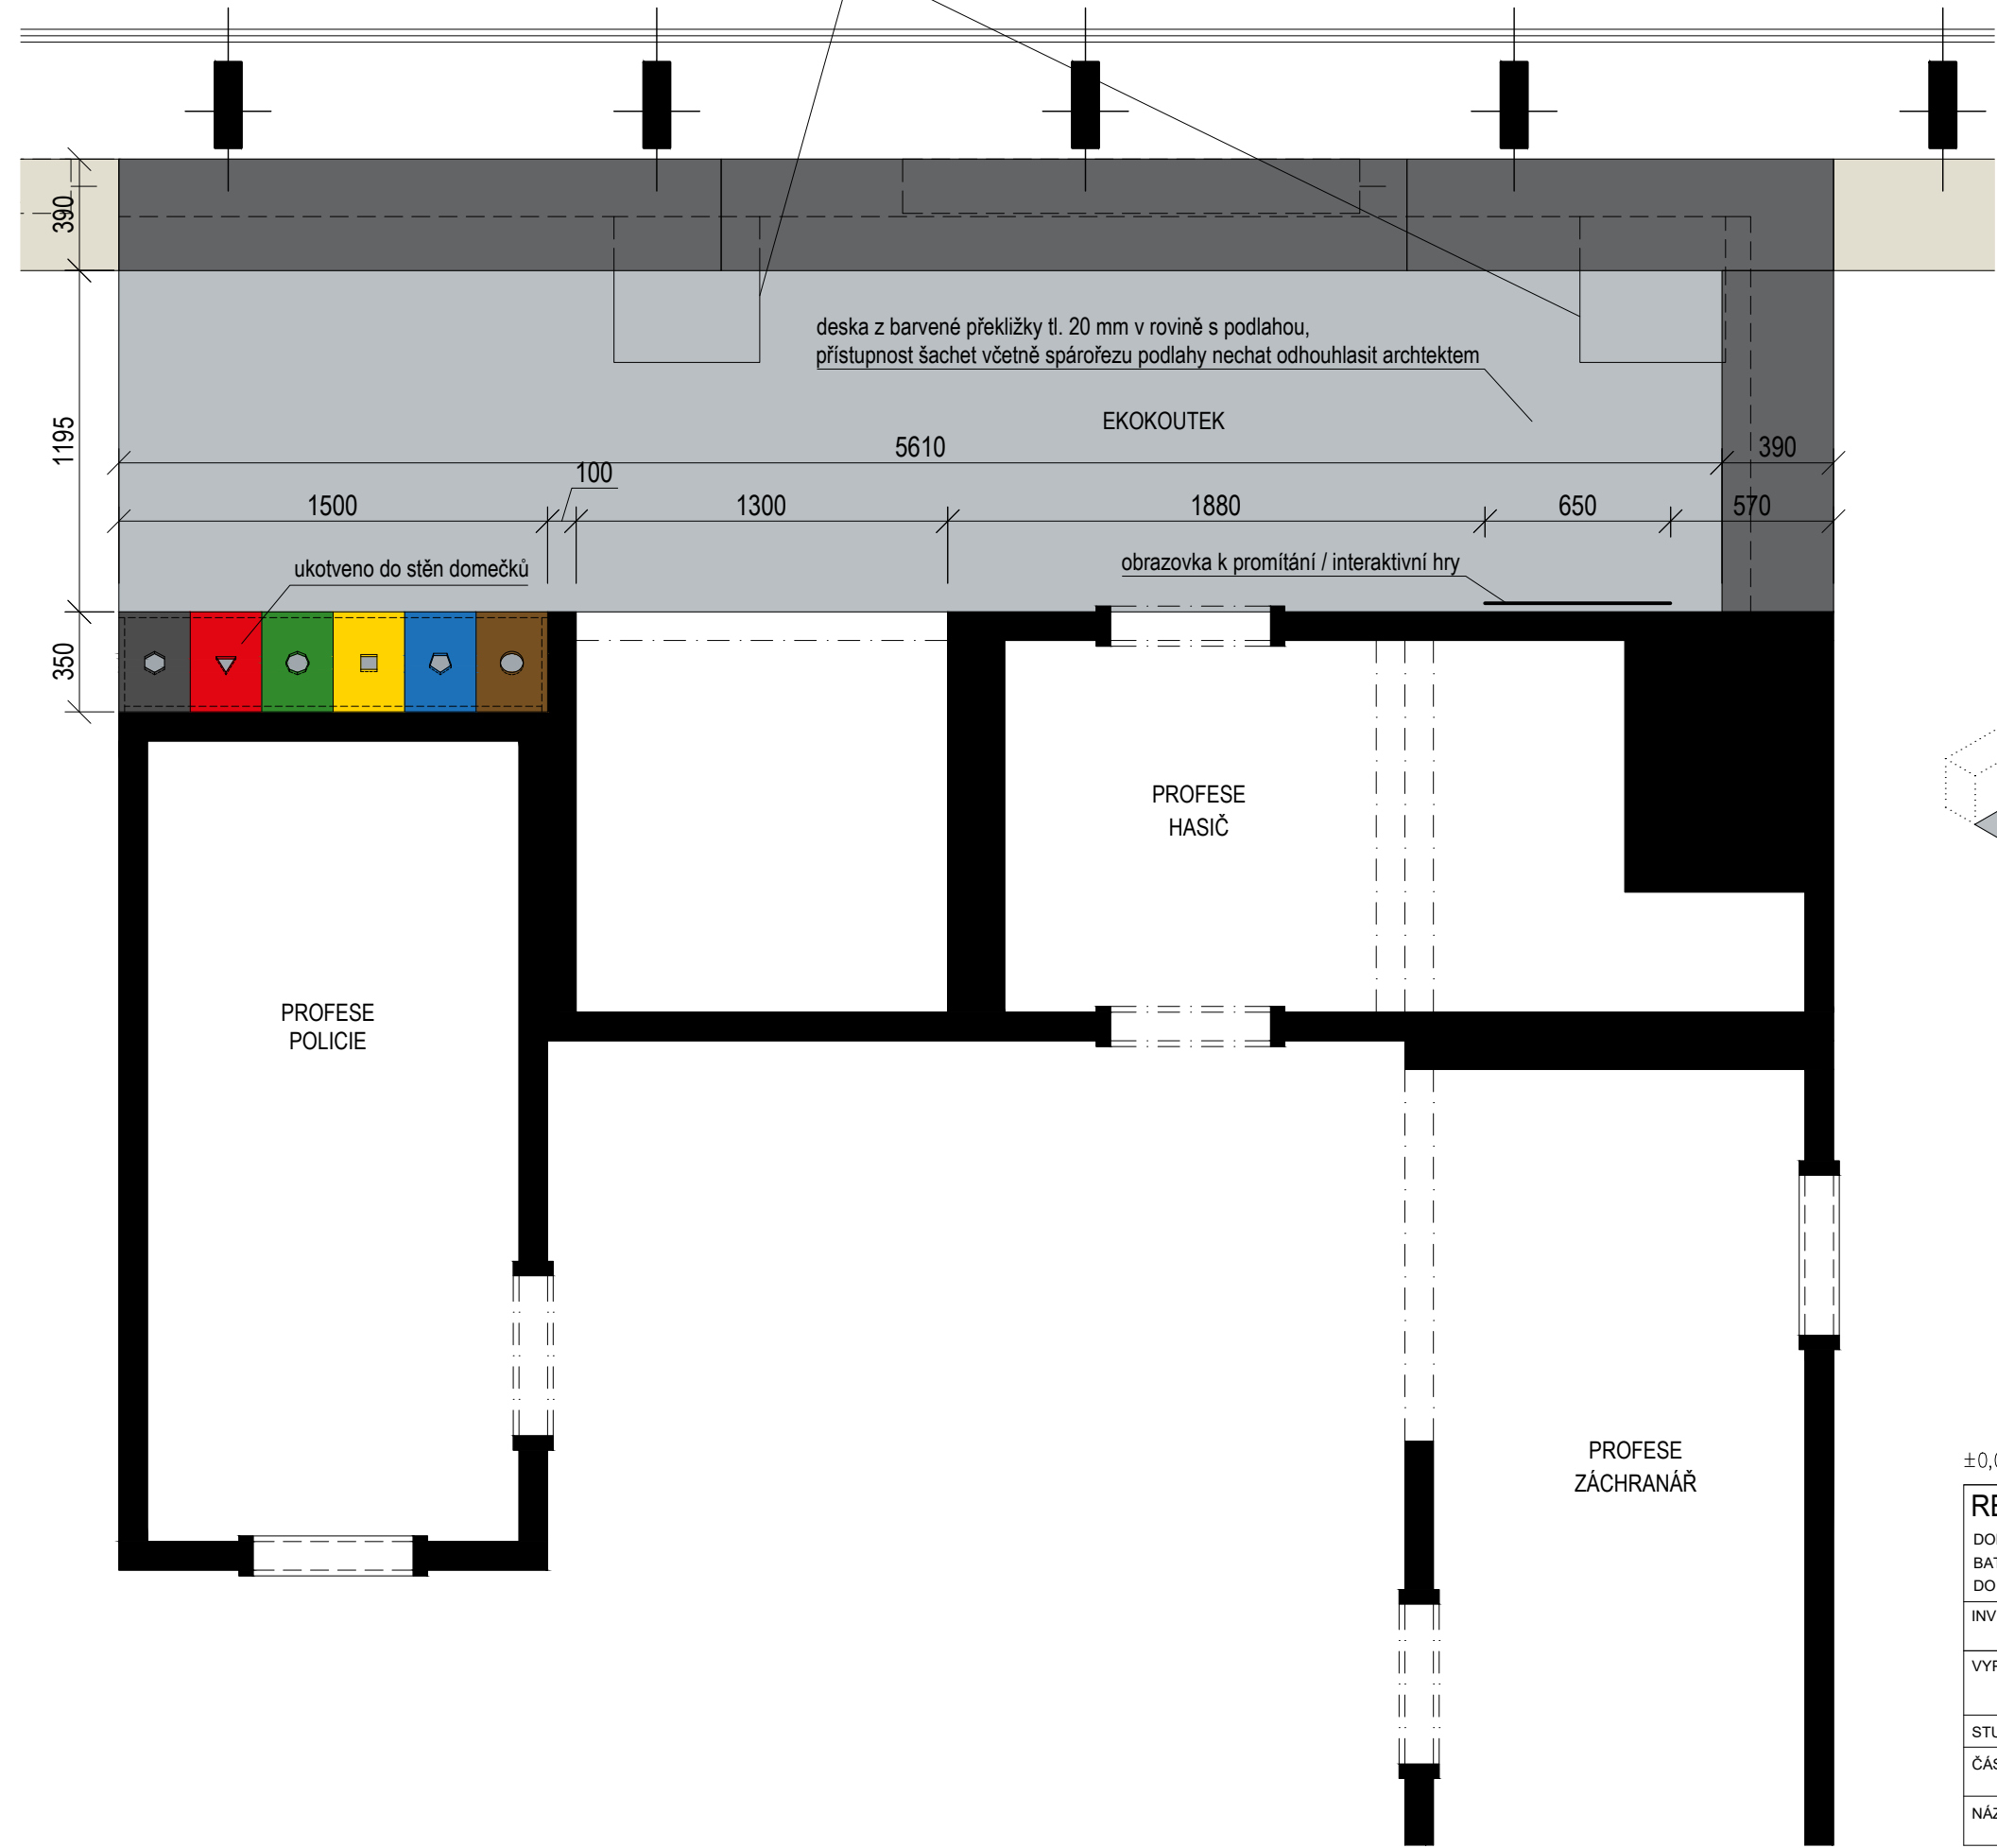 390
deska z barvené překližky tl. 20 mm v rovině s podlahou,
přístupnost šachet včetně spárořezu podlahy nechat odhouhlasit archtektem
EKOKOUTEK
1195
5610
390
100
1500
1300
1880
650
570
ukotveno do stěn domečků
obrazovka k promítání / interaktivní hry
350
PROFESE
HASIČ
PROFESE
POLICIE
PROFESE
ZÁCHRANÁŘ